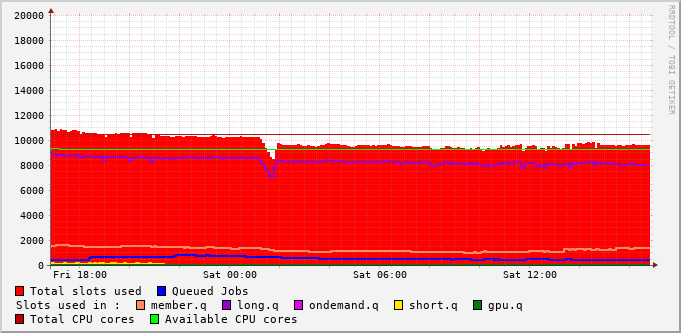 RRDTOOL / TOBI OETIKER
20000
18000
16000
14000
12000
10000
8000
6000
4000
2000
0
Fri 18:00 Sat 00:00 Sat 06:00 Sat 12:00
Total slots used Queued Jobs
Slots used in : member.q long.q ondemand.q short.q gpu.q
Total CPU cores Available CPU cores